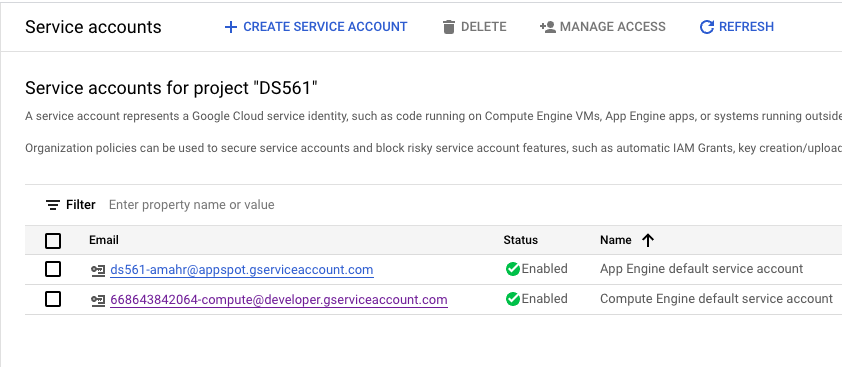 Service accounts + CREATE SERVICE ACCOUNT DELETE MANAGE ACCESS REFRESH
Service accounts for project "DS561"
A service account represents a Google Cloud service identity, such as code running on Compute Engine VMs, App Engine apps, or systems running outside
Organization policies can be used to secure service accounts and block risky service account features, such as automatic IAM Grants, key creation/upload
Filter Enter property name or value
Email Status Name
ds561-amahr@appspot.gserviceaccount.com Enabled App Engine default service account
668643842064-compute@developer.gserviceaccount.com Enabled Compute Engine default service account